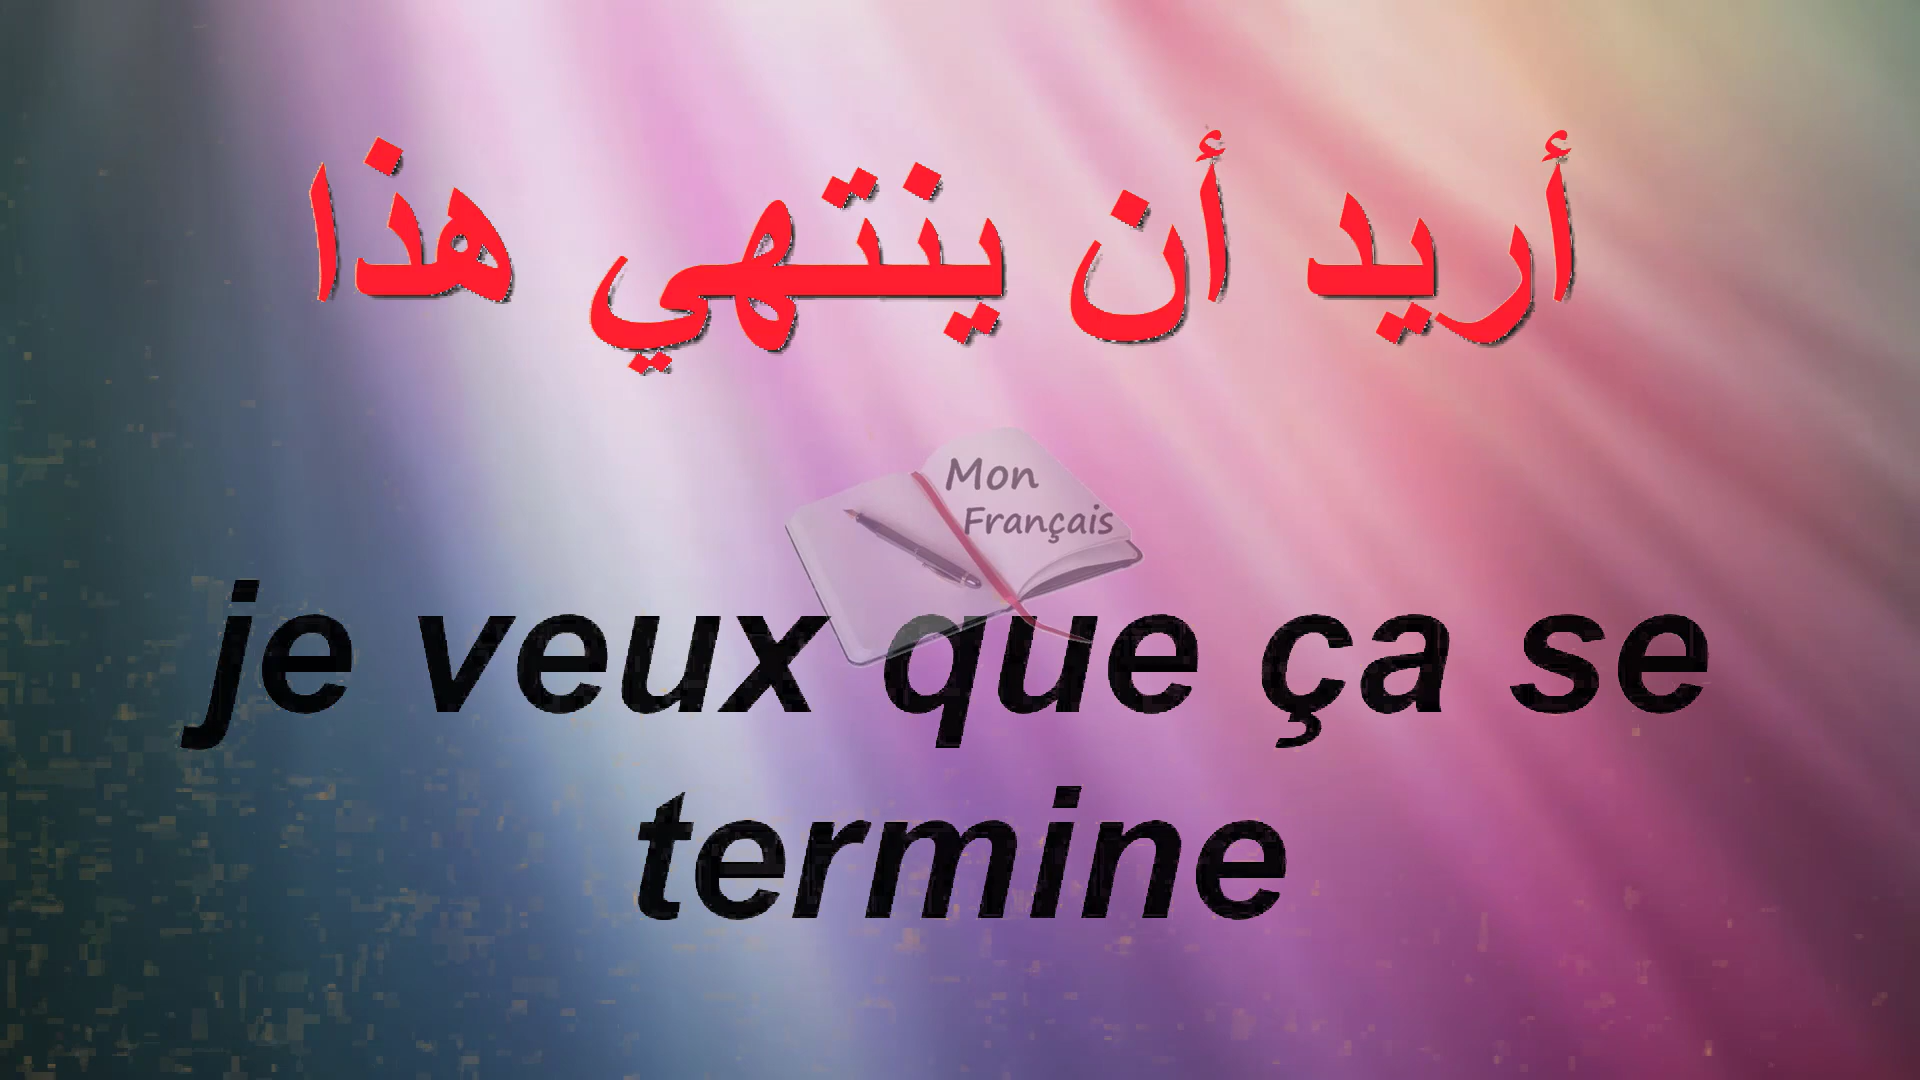 أريد أن ينتهي هذا
Mon
Français
je veux que ça se
termine